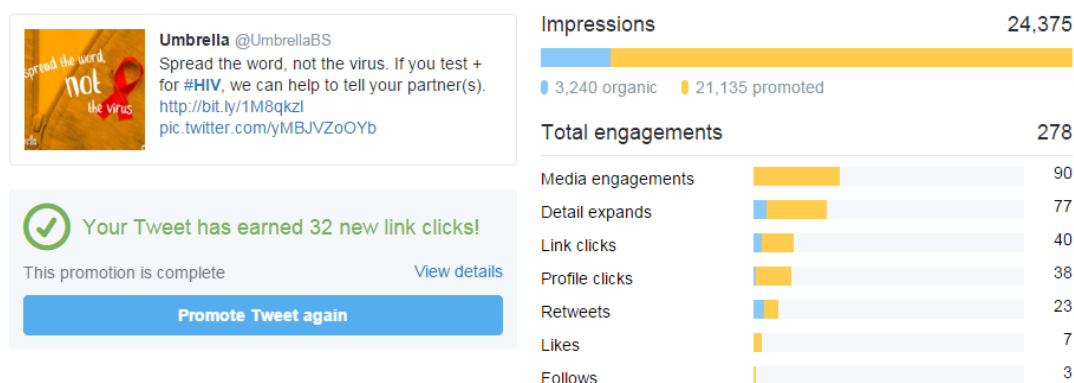 spread the word,
not
the virus
Umbrella @UmbrellaBS
Spread the word, not the virus. If you test +
for #HIV, we can help to tell your partner(s).
http://bit.ly/1M8qkzI
pic.twitter.com/yMBJVZoOYb
Your Tweet has earned 32 new link clicks!
This promotion is complete View details
Promote Tweet again
Impressions 24,375
3,240 organic 21,135 promoted
Total engagements 278
Media engagements 90
Detail expands 77
Link clicks 40
Profile clicks 38
Retweets 23
Likes 7
Follows 3